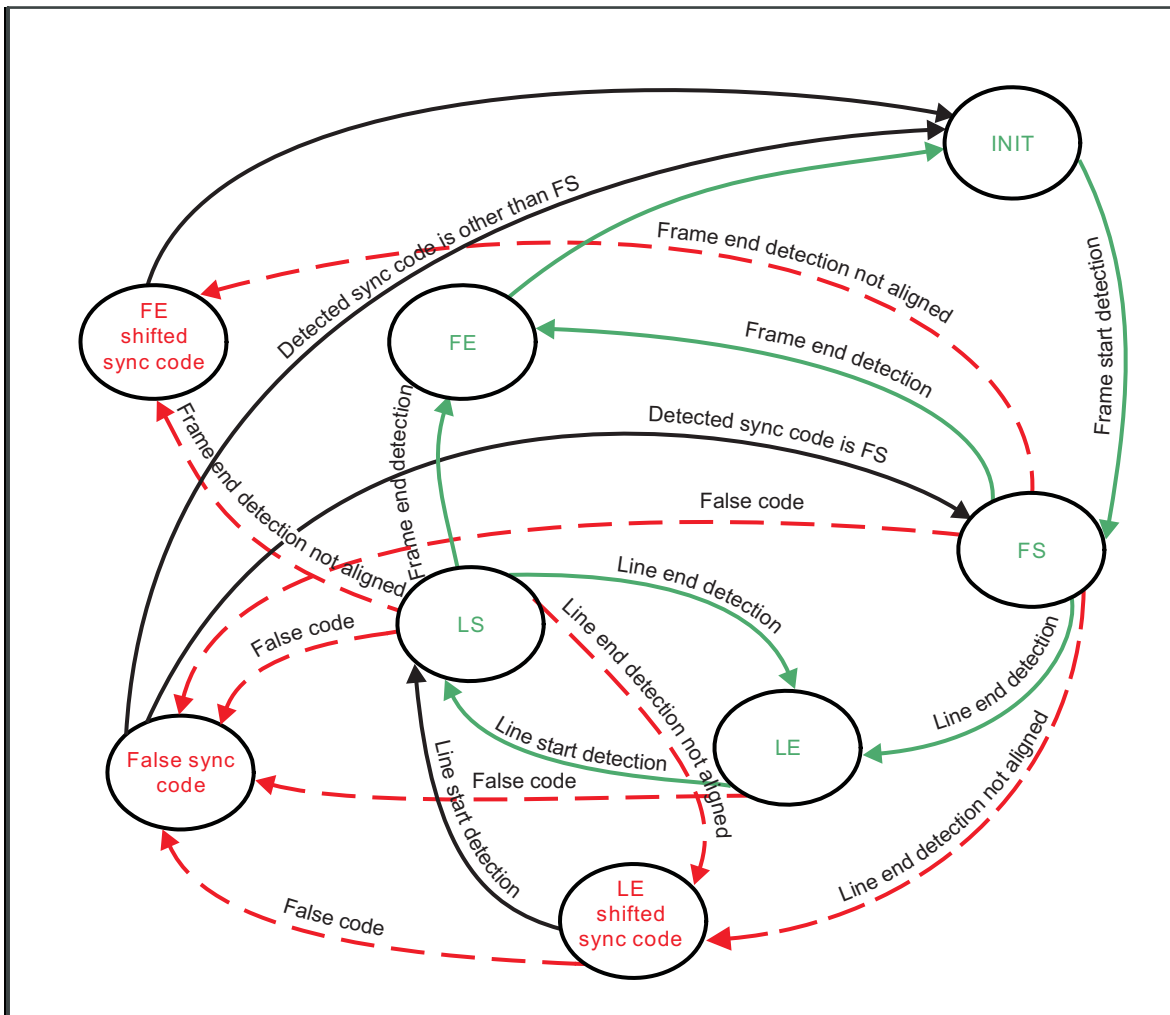 INIT
Detected sync code is other than FS
Frame end detection not aligned
Frame start detection
FE
shifted
sync code
FE
Frame end detection
Detected sync code is FS
Frame end detection not aligned
Frame end detection
False code
FS
Line end detection
LS
False code
Line end detection not aligned
Line end detection
Line end detection not aligned
LE
Line start detection
False code
Line start detection
False sync
code
LE
shifted
sync code
False code